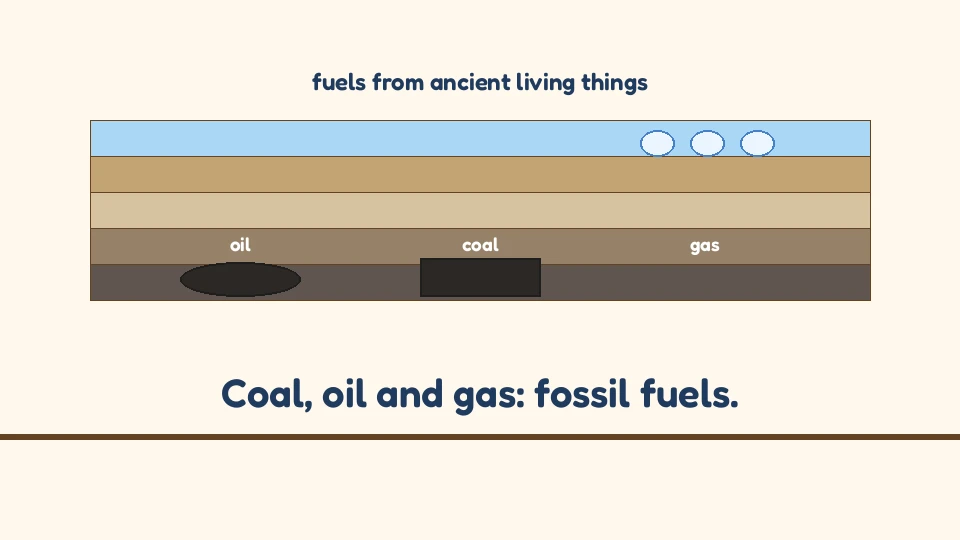 fuels from ancient living things
oil coal gas
Coal, oil and gas: fossil fuels.